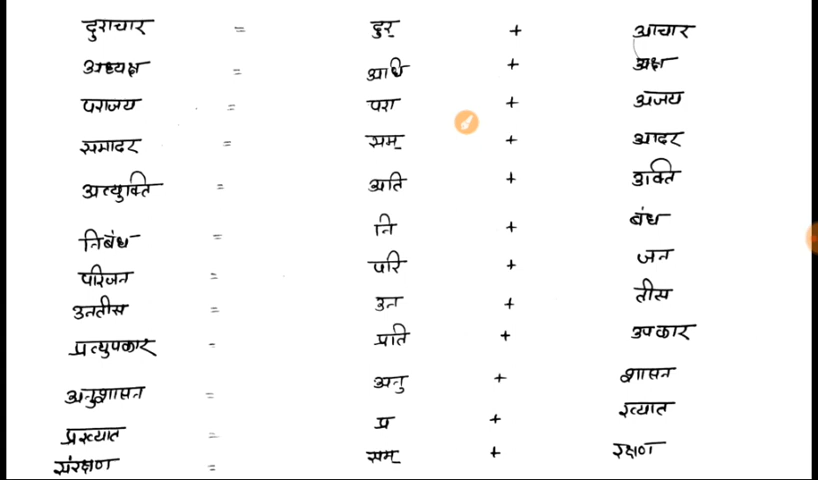 दुराचार = दुर् + आचार
अध्यक्ष = अधि + अक्ष
पराजय = परा + अजय
समादर = सम् + आदर
अत्युक्ति = अति + उक्ति
निबंध = नि + बंध
परिजन = परि + जन
उनतीस = उन + तीस
प्रत्युपकार - प्रति + उपकार
अनुशासन = अनु + शासन
प्रख्यात = प्र + ख्यात
संरक्षण = सम् + रक्षण